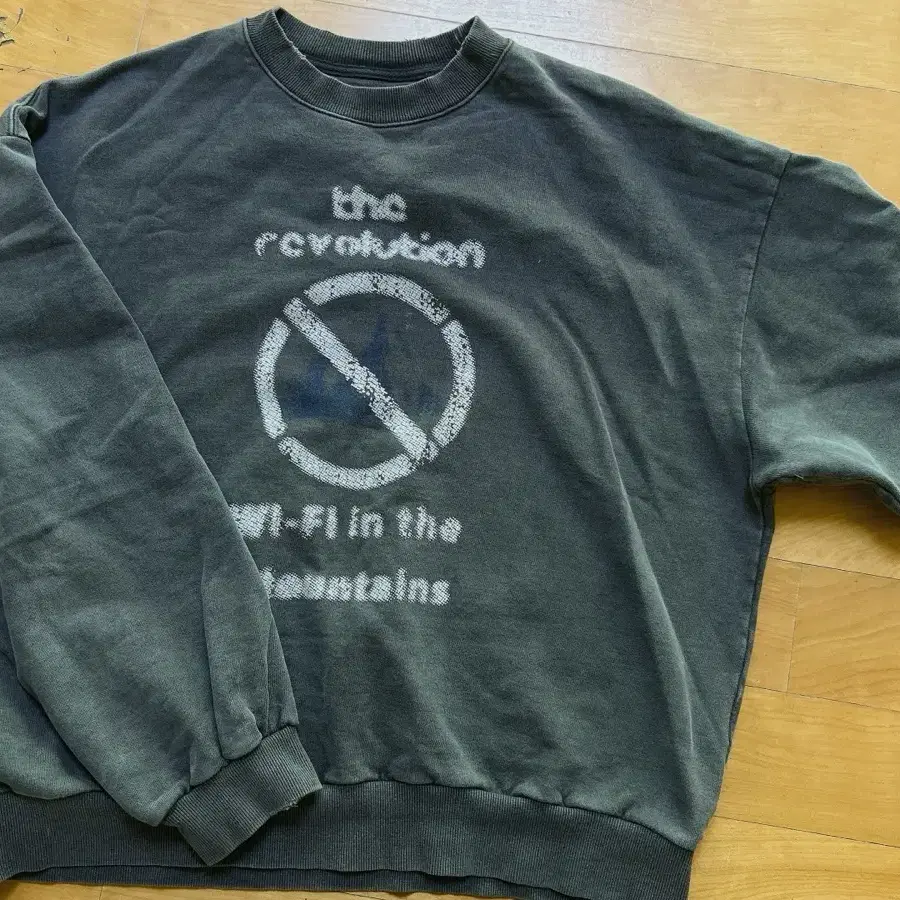 the
revolution
Wi-Fi in the
mountains